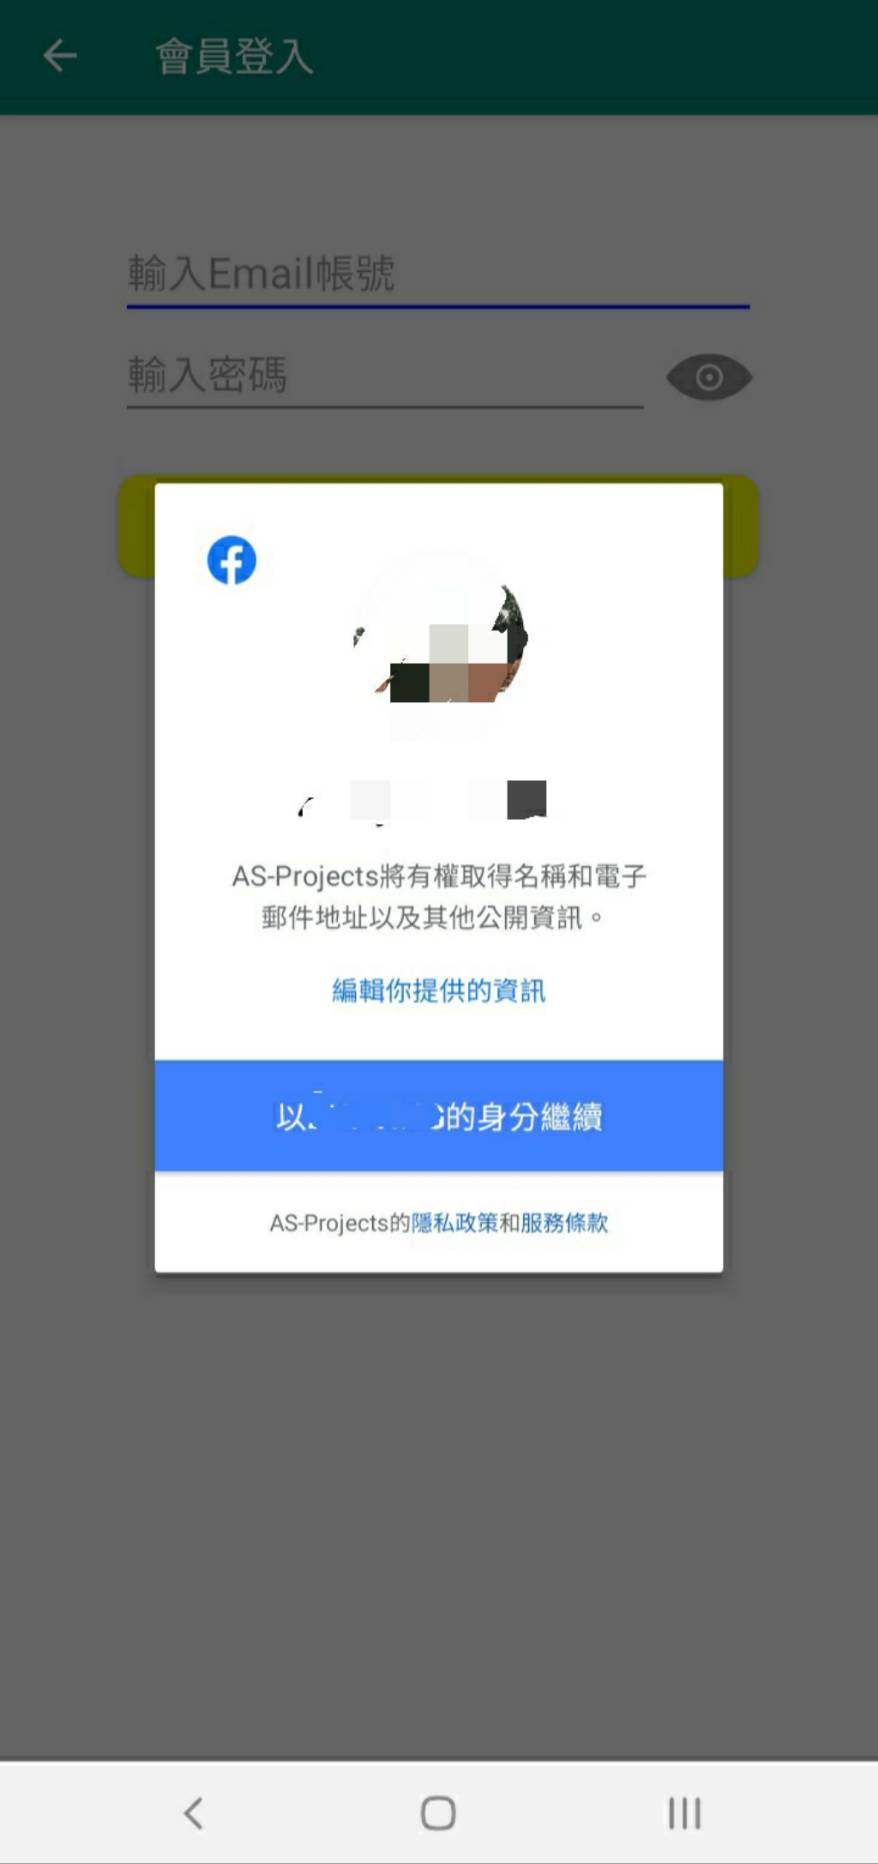 會員登入
輸入Email帳號
輸入密碼
AS-Projects將有權取得名稱和電子
郵件地址以及其他公開資訊。
編輯你提供的資訊
以 的身分繼續
AS-Projects的隱私政策和服務條款